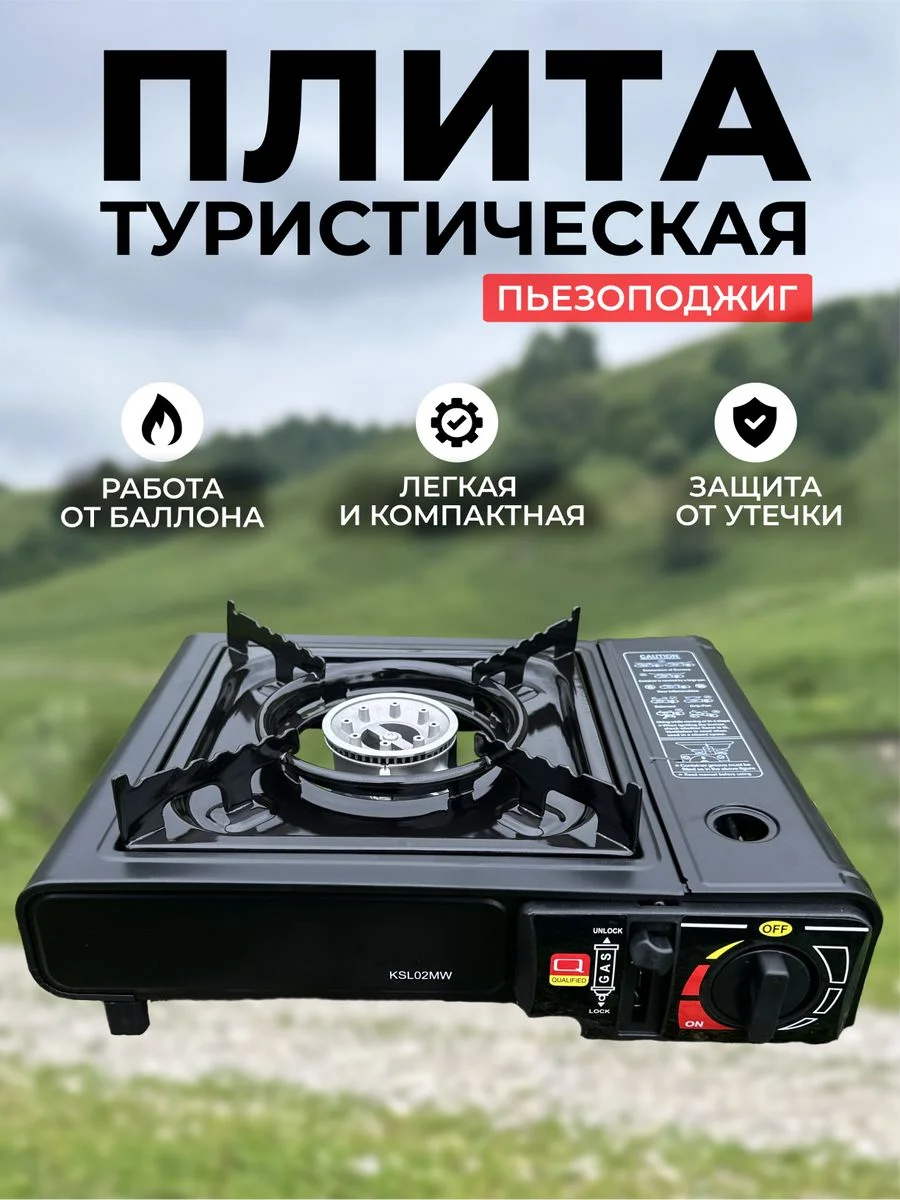 ПЛИТА
ТУРИСТИЧЕСКАЯ
ПЬЕЗОПОДЖИГ
РАБОТА
ОТ БАЛЛОНА
ЛЕГКАЯ
И КОМПАКТНАЯ
ЗАЩИТА
ОТ УТЕЧКИ
CAUTION
KSL02MW
Q
QUALIFIED
UNLOCK
GAS
LOCK
OFF
ON